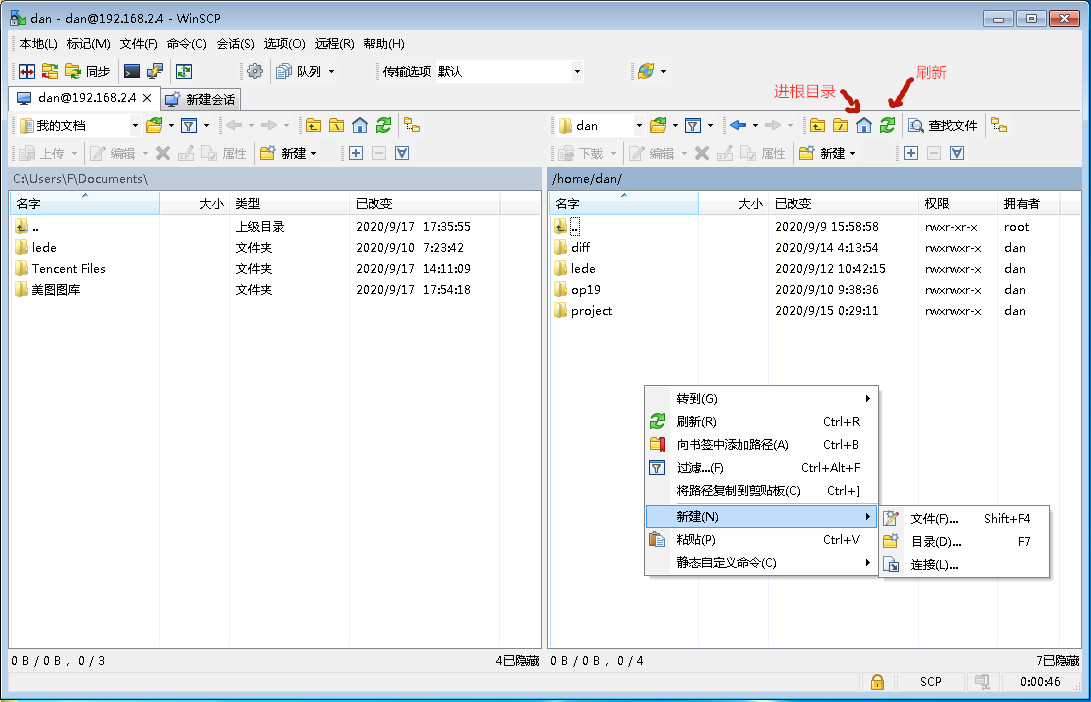 dan - dan@192.168.2.4 - WinSCP
本地(L) 标记(M) 文件(F) 命令(C) 会话(S) 选项(O) 远程(R) 帮助(H)
同步 队列 传输选项 默认
dan@192.168.2.4 新建会话
进根目录 刷新
我的文档
dan 查找文件
上传 编辑 属性 新建
下载 编辑 属性 新建
C:\Users\F\Documents\
名字 大小 类型 已改变
.. 上级目录 2020/9/17 17:35:55
lede 文件夹 2020/9/10 7:23:42
Tencent Files 文件夹 2020/9/17 14:11:09
美图图库 文件夹 2020/9/17 17:54:18
0 B / 0 B , 0 / 3 4已隐藏
/home/dan/
名字 大小 已改变 权限 拥有者
.. 2020/9/9 15:58:58 rwxr-xr-x root
diff 2020/9/14 4:13:54 rwxrwxr-x dan
lede 2020/9/12 10:42:15 rwxrwxr-x dan
op19 2020/9/10 9:38:36 rwxrwxr-x dan
project 2020/9/15 0:29:11 rwxrwxr-x dan
转到(G)
刷新(R) Ctrl+R
向书签中添加路径(A) Ctrl+B
过滤...(F) Ctrl+Alt+F
将路径复制到剪贴板(C) Ctrl+]
新建(N)
粘贴(P) Ctrl+V
静态自定义命令(C)
文件(F)... Shift+F4
目录(D)... F7
连接(L)...
0 B / 0 B , 0 / 4 7已隐藏
SCP 0:00:46